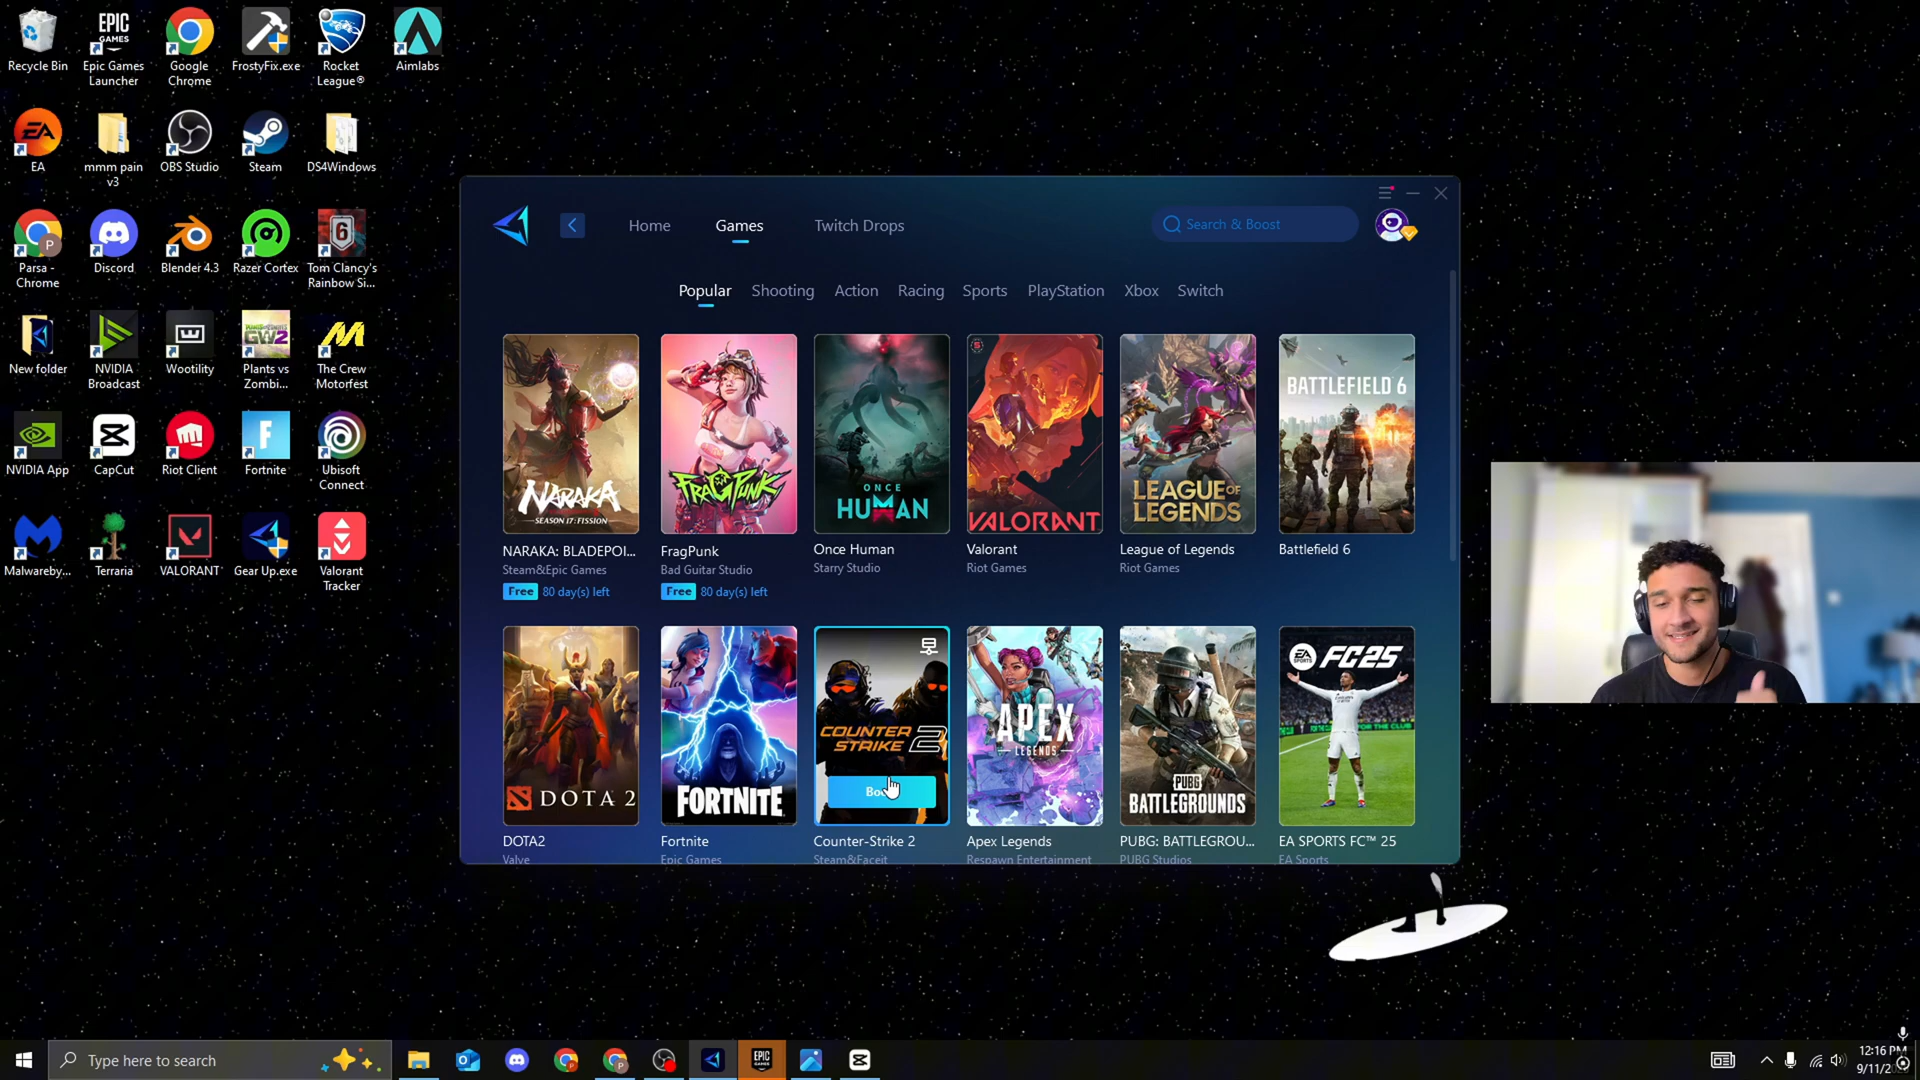 Recycle Bin
EPIC GAMES
Epic Games Launcher
Google Chrome
FrostyFix.exe
Rocket League®
Aimlabs
EA
EA
mmm pain v3
OBS Studio
Steam
DS4Windows
P
Parsa - Chrome
Discord
Blender 4.3
Razer Cortex
6
Tom Clancy's Rainbow Si...
New folder
NVIDIA Broadcast
Wootility
GW2
Plants vs Zombi...
The Crew Motorfest
NVIDIA App
CapCut
Riot Client
F
Fortnite
Ubisoft Connect
Malwareby...
Terraria
VALORANT
Gear Up.exe
Valorant Tracker
Home
Games
Twitch Drops
Search & Boost
Popular
Shooting
Action
Racing
Sports
PlayStation
Xbox
Switch
NARAKA
SEASON 17: FISSION
FRAGPUNK
ONCE HUMAN
VALORANT
LEAGUE OF LEGENDS
BATTLEFIELD 6
NARAKA: BLADEPOI...
Steam&Epic Games
Free 80 day(s) left
FragPunk
Bad Guitar Studio
Free 80 day(s) left
Once Human
Starry Studio
Valorant
Riot Games
League of Legends
Riot Games
Battlefield 6
DOTA 2
FORTNITE
COUNTER STRIKE 2
APEX LEGENDS
PUBG BATTLEGROUNDS
EA SPORTS FC25
DOTA2
Valve
Fortnite
Epic Games
Counter-Strike 2
Steam&Faceit
Apex Legends
Respawn Entertainment
PUBG: BATTLEGROU...
PUBG Studios
EA SPORTS FC™ 25
EA Sports
Type here to search
EPIC
12:16 PM